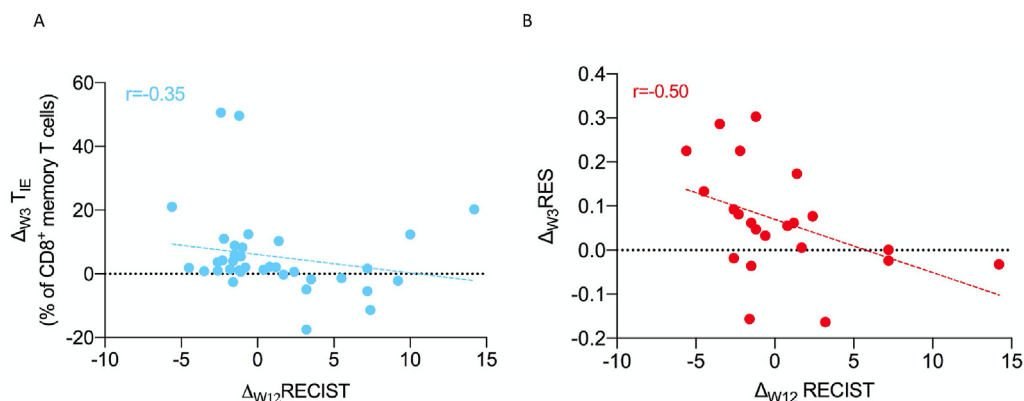 A
B
r=-0.35
60
40
20
0
-20
-10
-5
0
5
10
15
ΔW3 TIE
(% of CD8+ memory T cells)
ΔW12RECIST
r=-0.50
0.4
0.3
0.2
0.1
0.0
-0.1
-0.2
-10
-5
0
5
10
15
ΔW3RES
ΔW12 RECIST